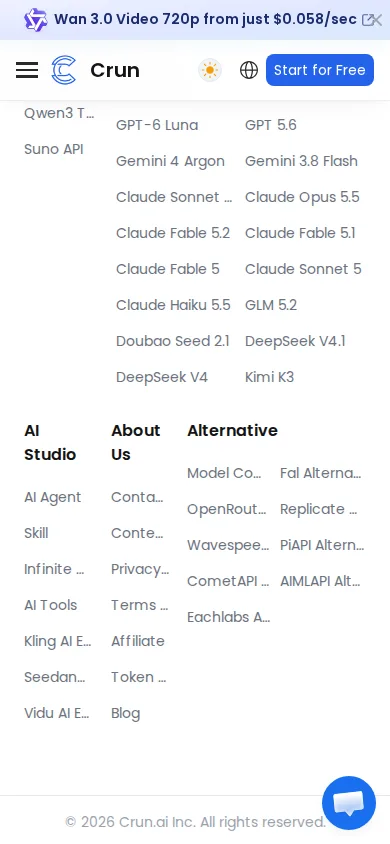 Wan 3.0 Video 720p from just $0.058/sec
Crun
Start for Free
Qwen3 T...
Suno API
GPT-6 Luna
GPT 5.6
Gemini 4 Argon
Gemini 3.8 Flash
Claude Sonnet ...
Claude Opus 5.5
Claude Fable 5.2
Claude Fable 5.1
Claude Fable 5
Claude Sonnet 5
Claude Haiku 5.5
GLM 5.2
Doubao Seed 2.1
DeepSeek V4.1
DeepSeek V4
Kimi K3
AI
Studio
AI Agent
Skill
Infinite ...
AI Tools
Kling AI E...
Seedan...
Vidu AI E...
About
Us
Conta...
Conte...
Privacy...
Terms ...
Affiliate
Token ...
Blog
Alternative
Model Co...
Fal Alterna...
OpenRout...
Replicate ...
Wavespee...
PiAPI Altern...
CometAPI ...
AIMLAPI Alt...
Eachlabs A...
© 2026 Crun.ai Inc. All rights reserved.